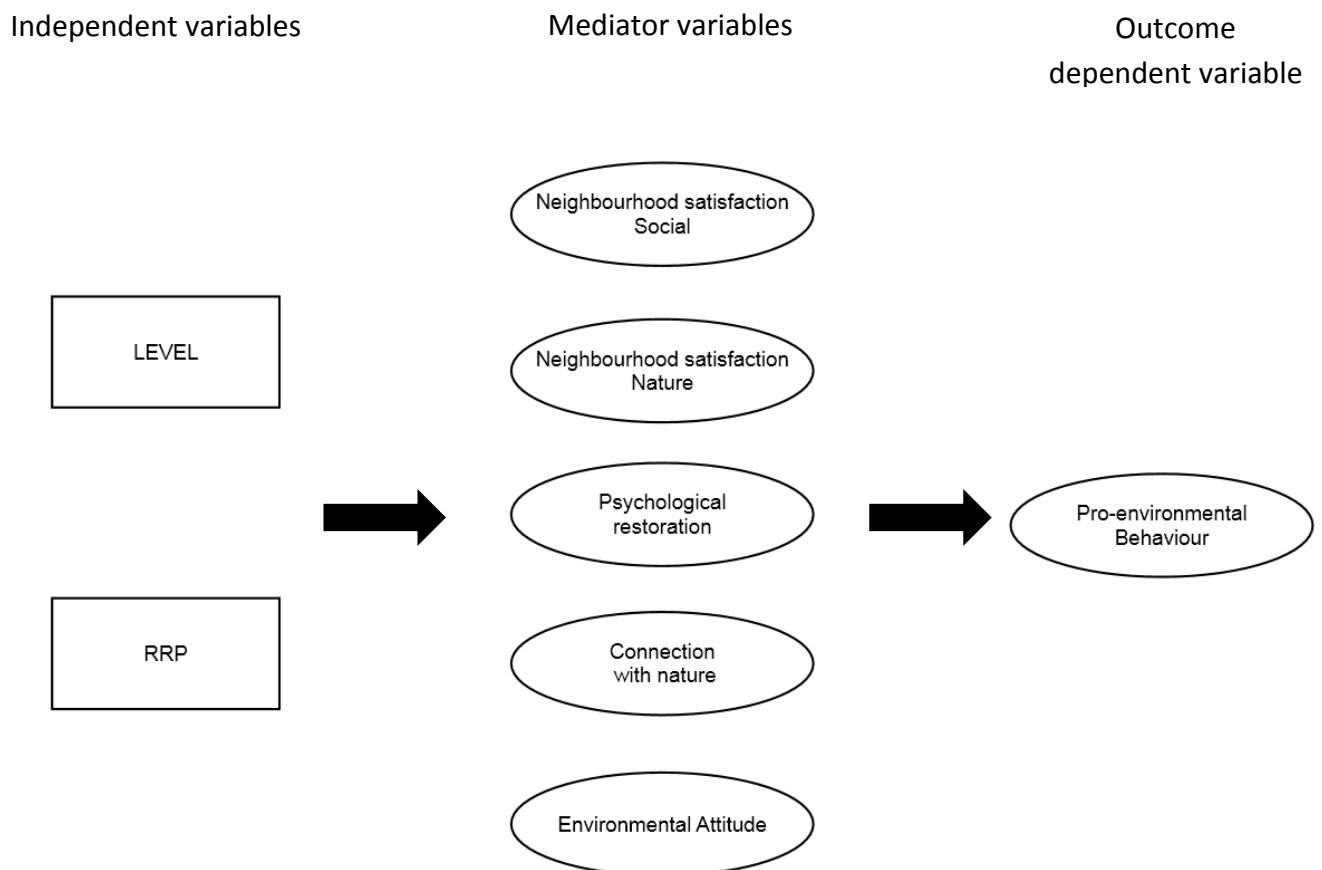 Independent variables
Mediator variables
Outcome
dependent variable
Neighbourhood satisfaction
Social
LEVEL
Neighbourhood satisfaction
Nature
Psychological
restoration
Pro-environmental
Behaviour
RRP
Connection
with nature
Environmental Attitude